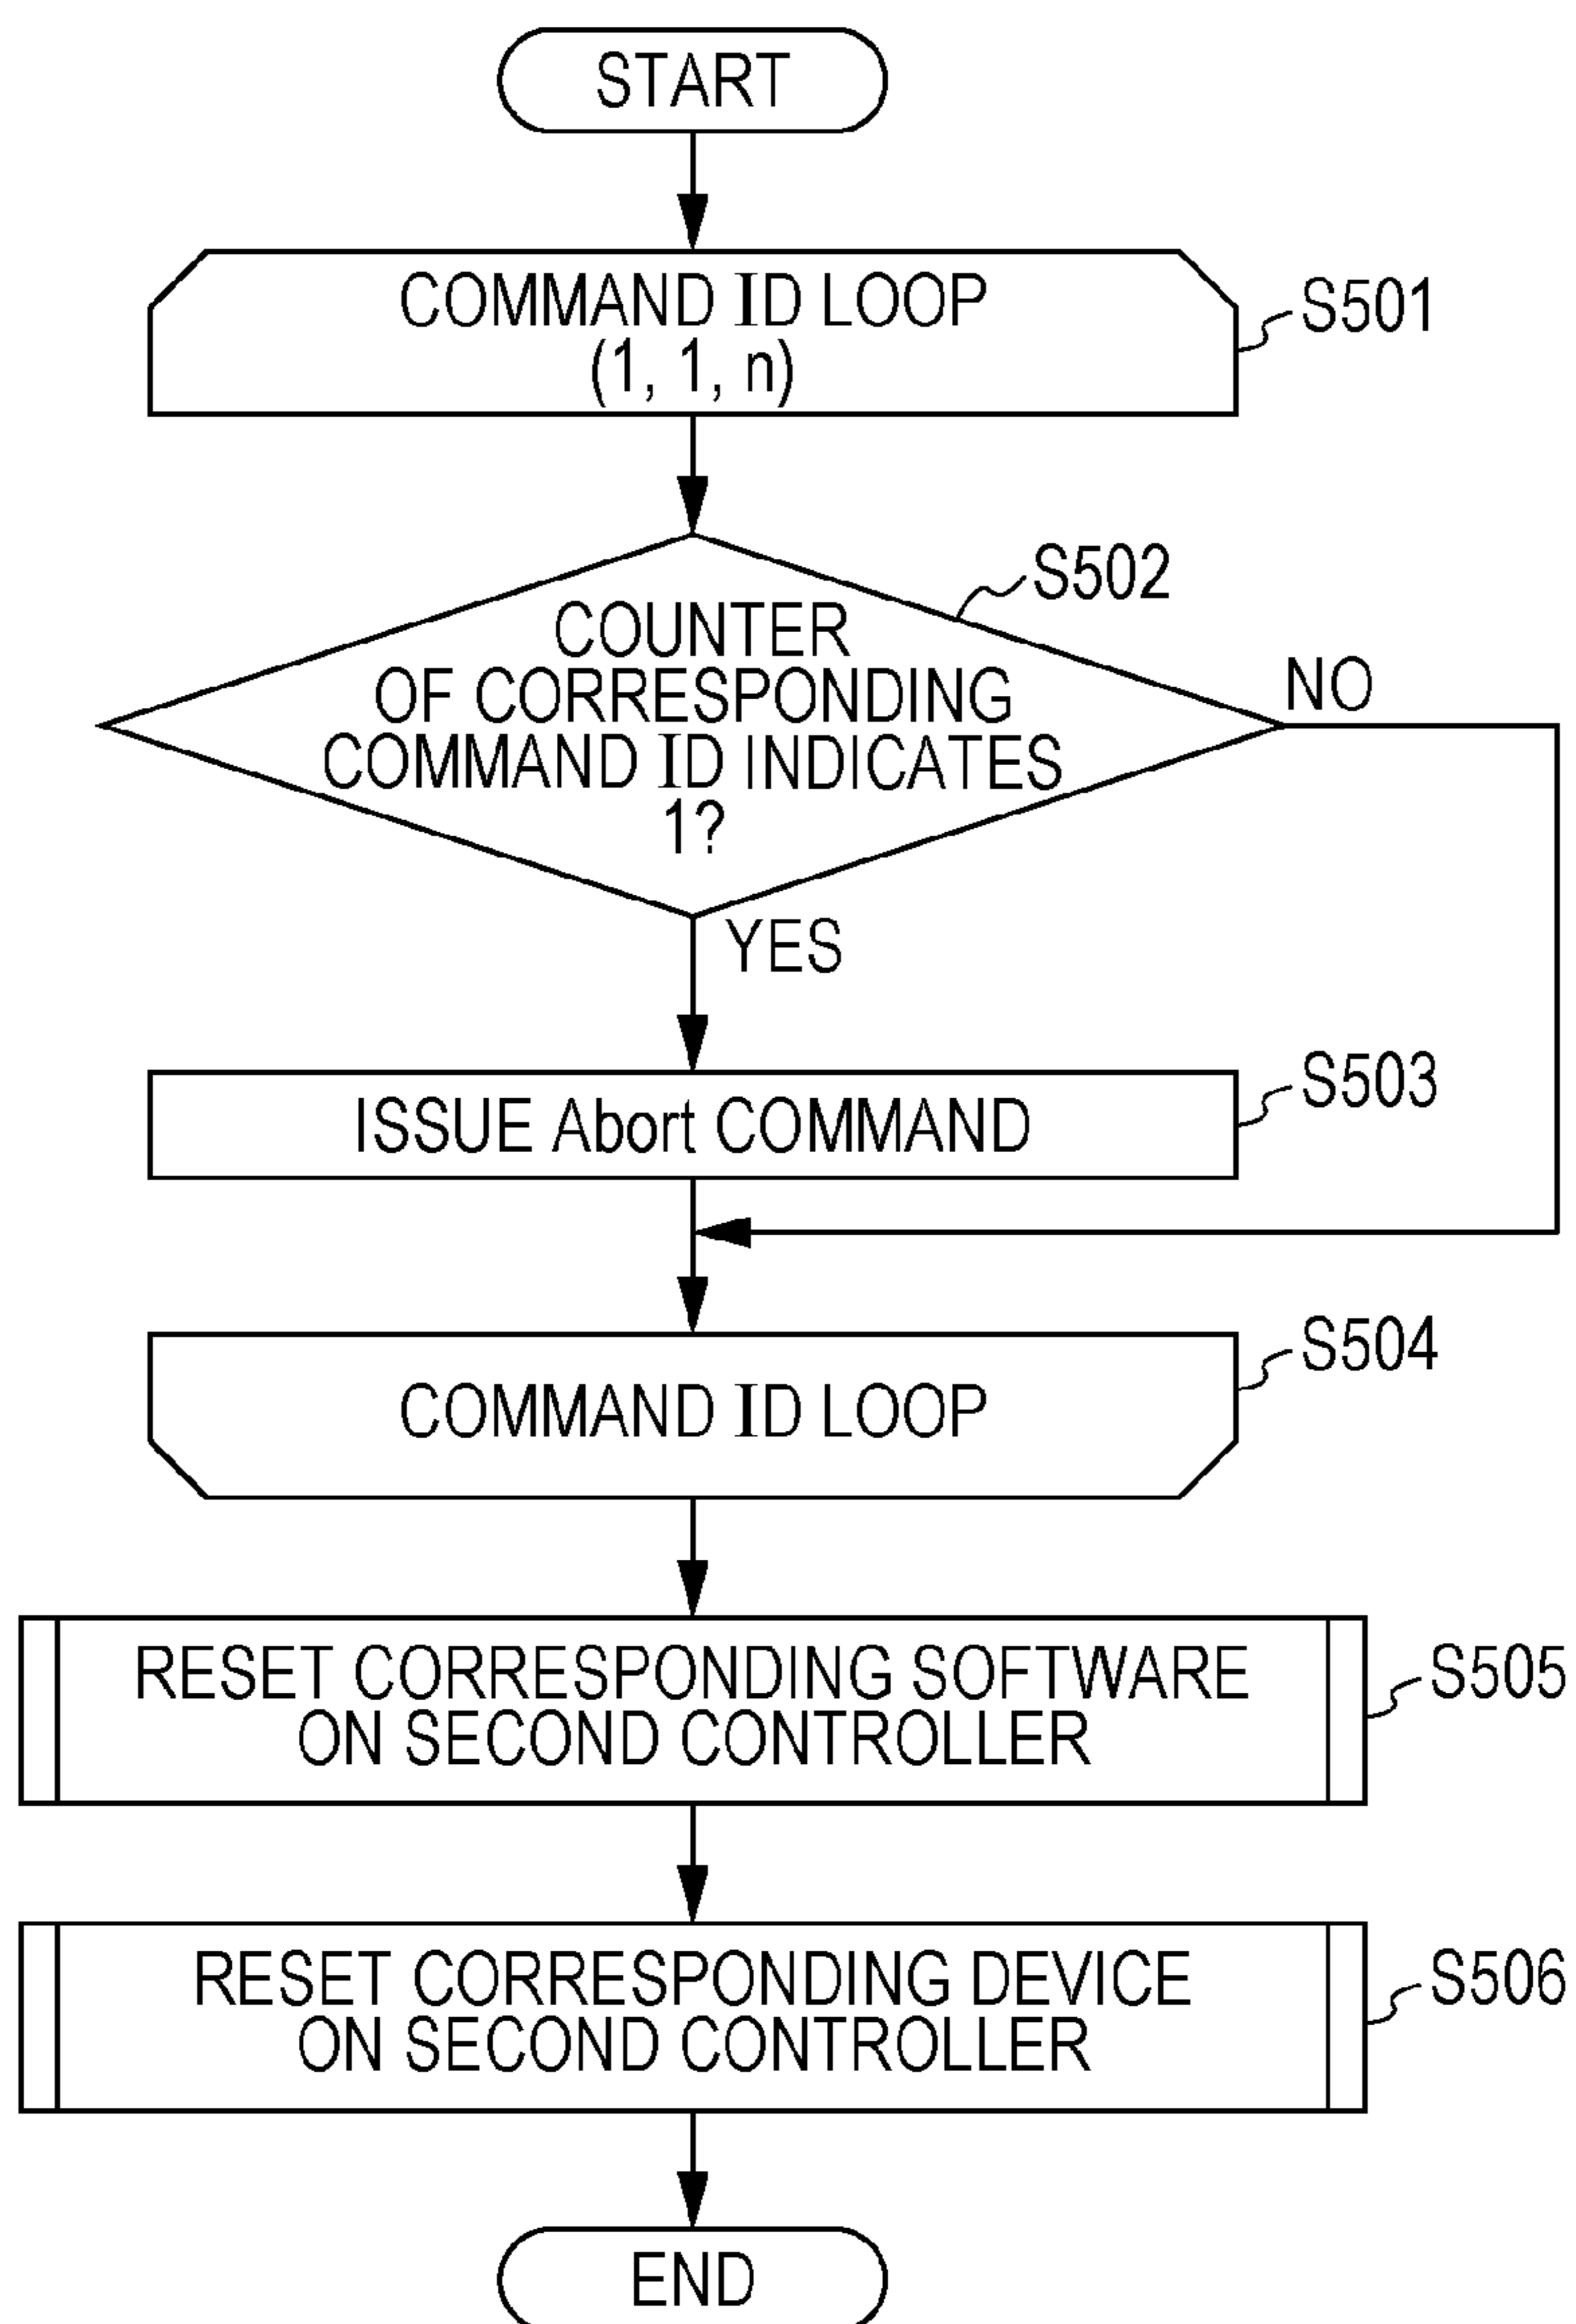 START
COMMAND ID LOOP
(1, 1, n)
S501
S502
COUNTER
OF CORRESPONDING
COMMAND ID INDICATES
1?
NO
YES
ISSUE Abort COMMAND
S503
COMMAND ID LOOP
S504
RESET CORRESPONDING SOFTWARE
ON SECOND CONTROLLER
S505
RESET CORRESPONDING DEVICE
ON SECOND CONTROLLER
S506
END